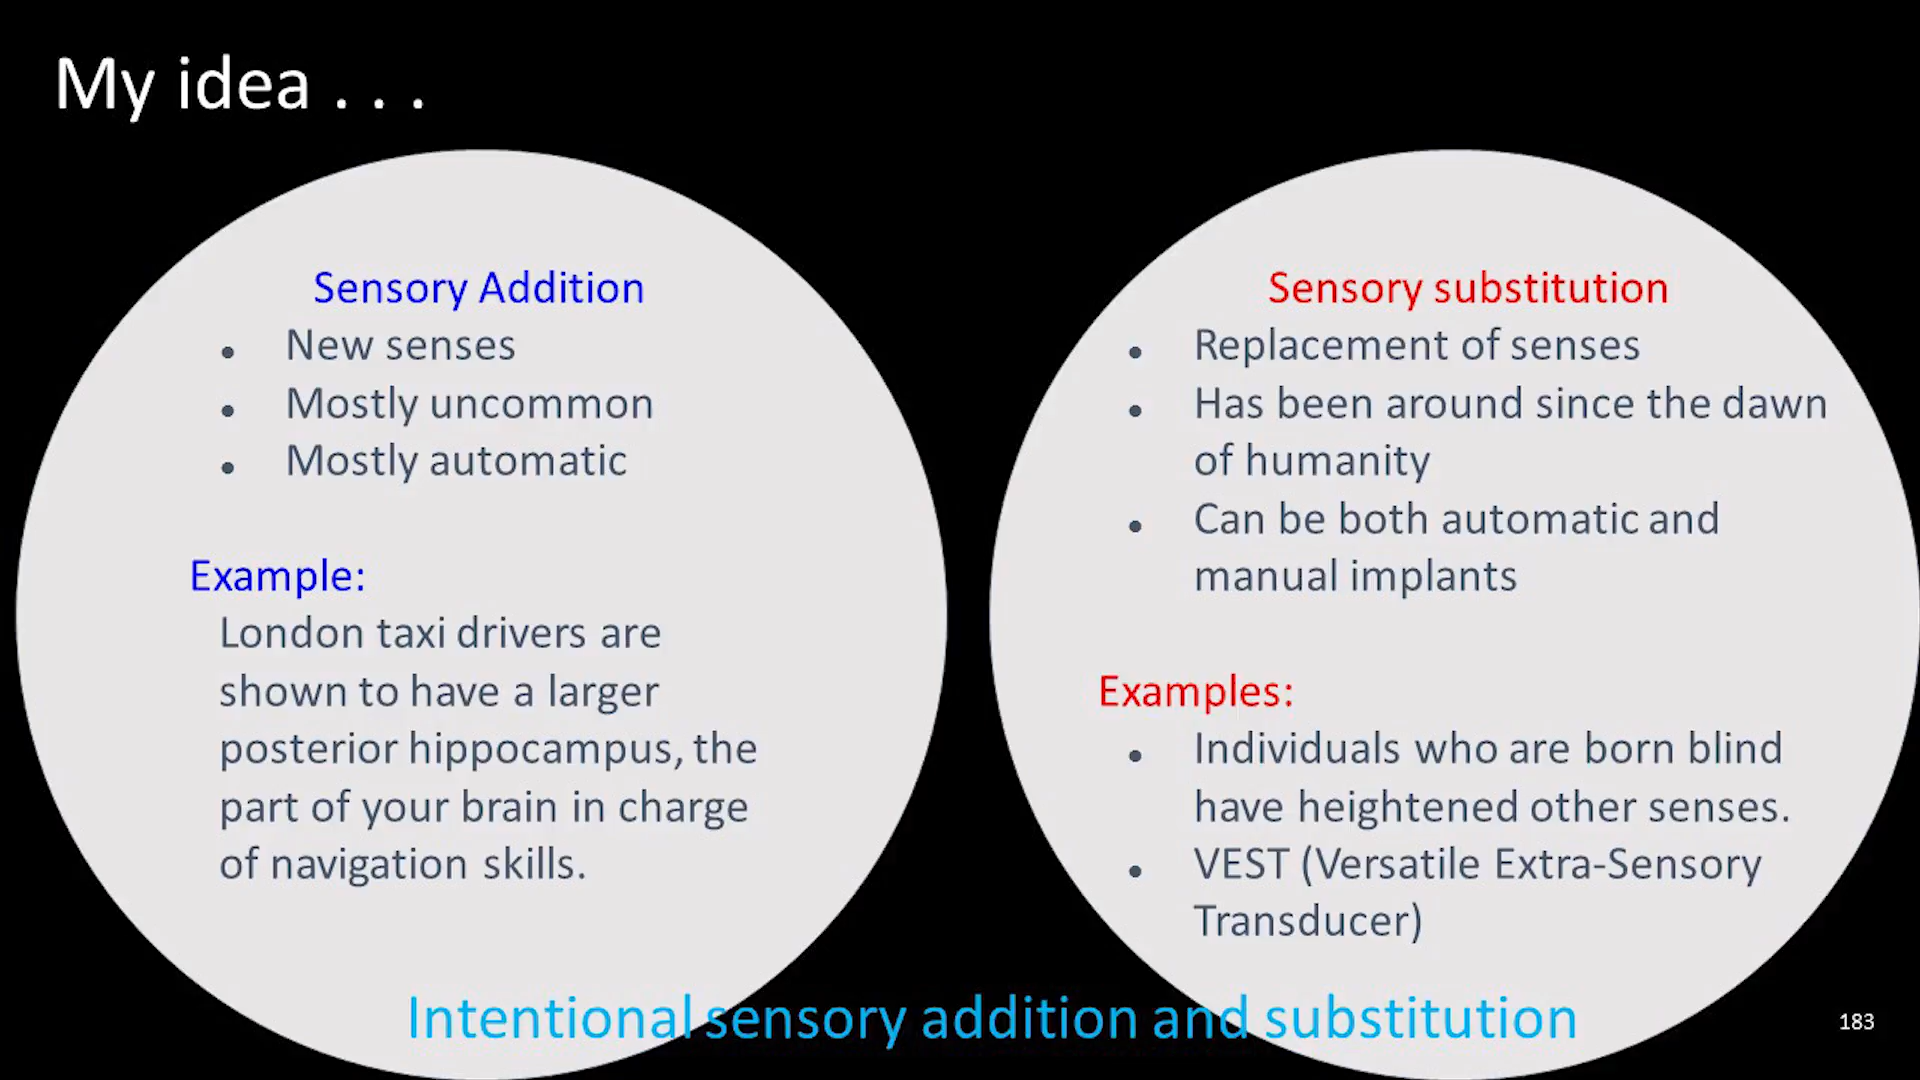 My idea . . .
Sensory Addition
• New senses
• Mostly uncommon
• Mostly automatic
Example:
London taxi drivers are
shown to have a larger
posterior hippocampus, the
part of your brain in charge
of navigation skills.
Sensory substitution
• Replacement of senses
• Has been around since the dawn
of humanity
• Can be both automatic and
manual implants
Examples:
• Individuals who are born blind
have heightened other senses.
• VEST (Versatile Extra-Sensory
Transducer)
Intentional sensory addition and substitution
183